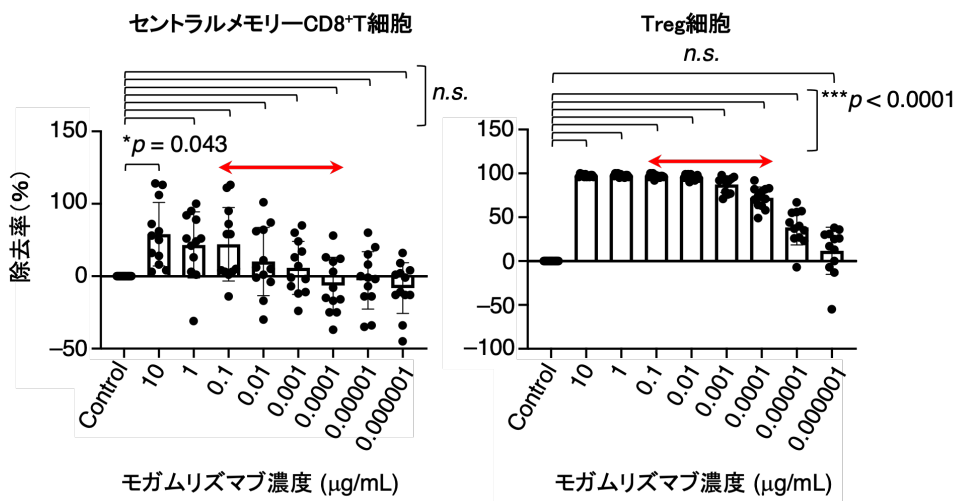 セントラルメモリーCD8⁺T細胞
n.s.
*p = 0.043
除去率(%)
150
100
0
−50
Control
10
1
0.1
0.01
0.001
0.0001
0.00001
0.000001
モガムリズマブ濃度 (μg/mL)
Treg細胞
n.s.
***p < 0.0001
150
100
50
0
−50
−100
Control
10
1
0.1
0.01
0.001
0.0001
0.00001
0.000001
モガムリズマブ濃度 (μg/mL)